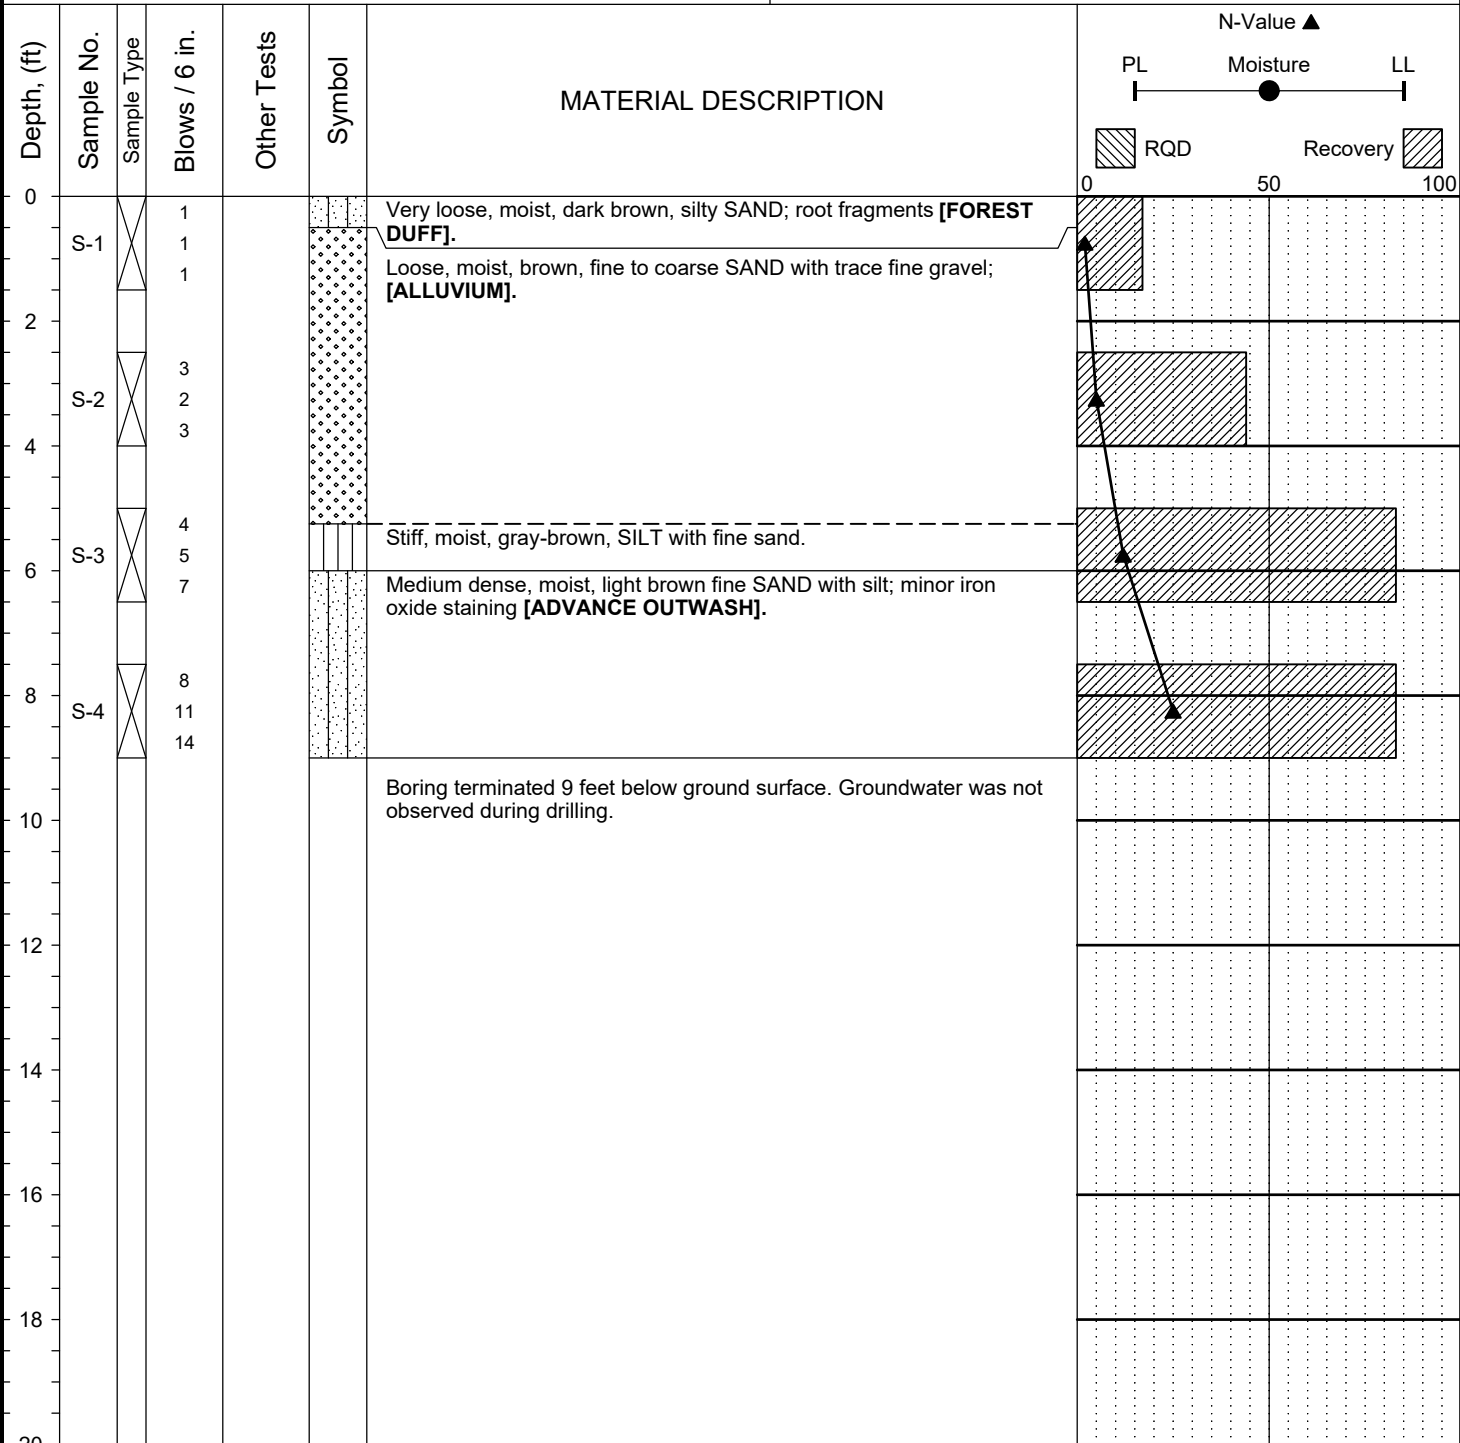 Depth, (ft)
Sample No.
Sample Type
Blows / 6 in.
Other Tests
Symbol
MATERIAL DESCRIPTION
N-Value ▲
PL Moisture LL
RQD Recovery
0 50 100
0
S-1
1
1
1
Very loose, moist, dark brown, silty SAND; root fragments [FOREST
DUFF].
Loose, moist, brown, fine to coarse SAND with trace fine gravel;
[ALLUVIUM].
2
S-2
3
2
3
4
S-3
4
5
7
Stiff, moist, gray-brown, SILT with fine sand.
6
Medium dense, moist, light brown fine SAND with silt; minor iron
oxide staining [ADVANCE OUTWASH].
8
S-4
8
11
14
Boring terminated 9 feet below ground surface. Groundwater was not
observed during drilling.
10
12
14
16
18
20